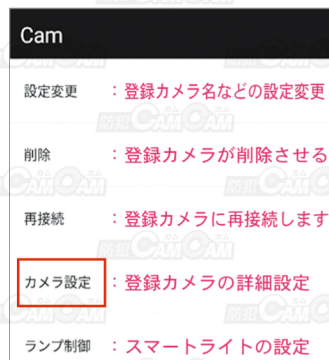 Cam
設定変更 : 登録カメラ名などの設定変更
削除 : 登録カメラが削除させる
再接続 : 登録カメラに再接続します
カメラ設定 : 登録カメラの詳細設定
ランプ制御 : スマートライトの設定